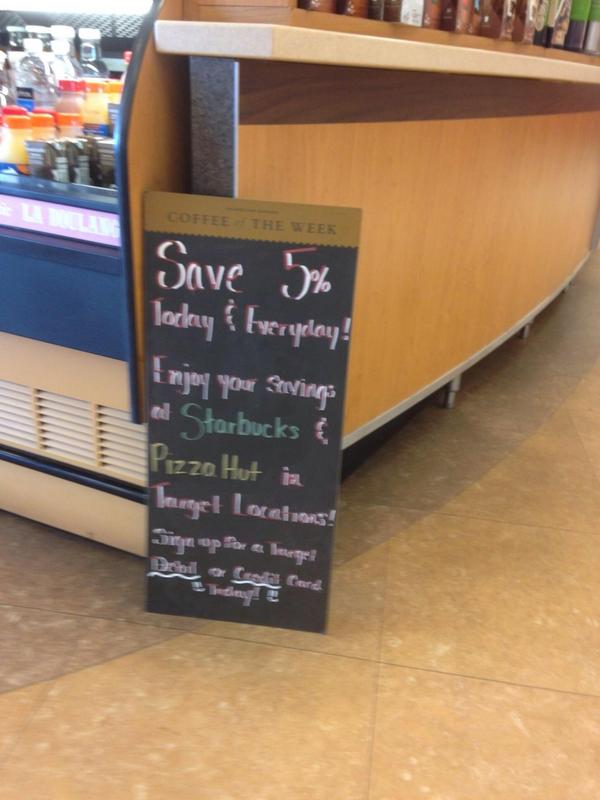 LA BOULANG
COFFEE of THE WEEK
Save 5%
Today & Everyday!
Enjoy your savings
at Starbucks &
Pizza Hut in
Target Locations!
Sign up for a Target
Debit or Credit Card
!! Today! !!